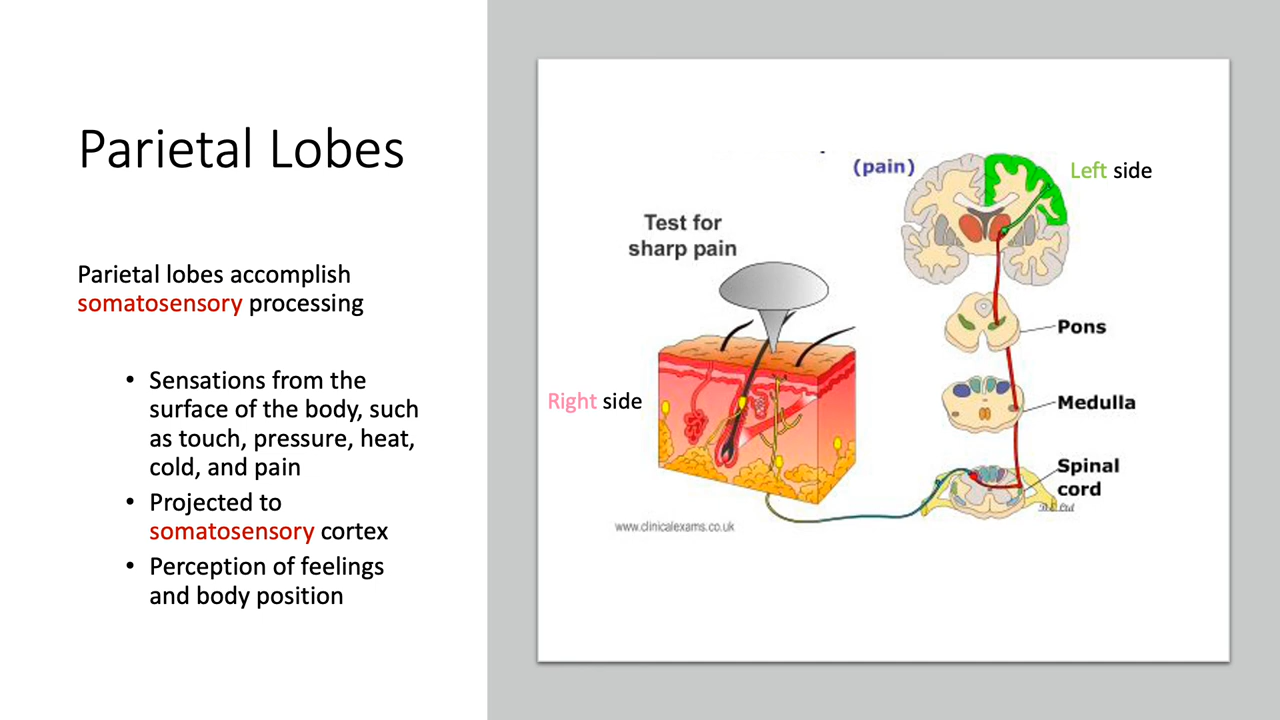 Parietal Lobes
Parietal lobes accomplish
somatosensory processing
• Sensations from the
surface of the body, such
as touch, pressure, heat,
cold, and pain
• Projected to
somatosensory cortex
• Perception of feelings
and body position
(pain)
Left side
Test for
sharp pain
Right side
Pons
Medulla
Spinal
cord
www.clinicalexams.co.uk